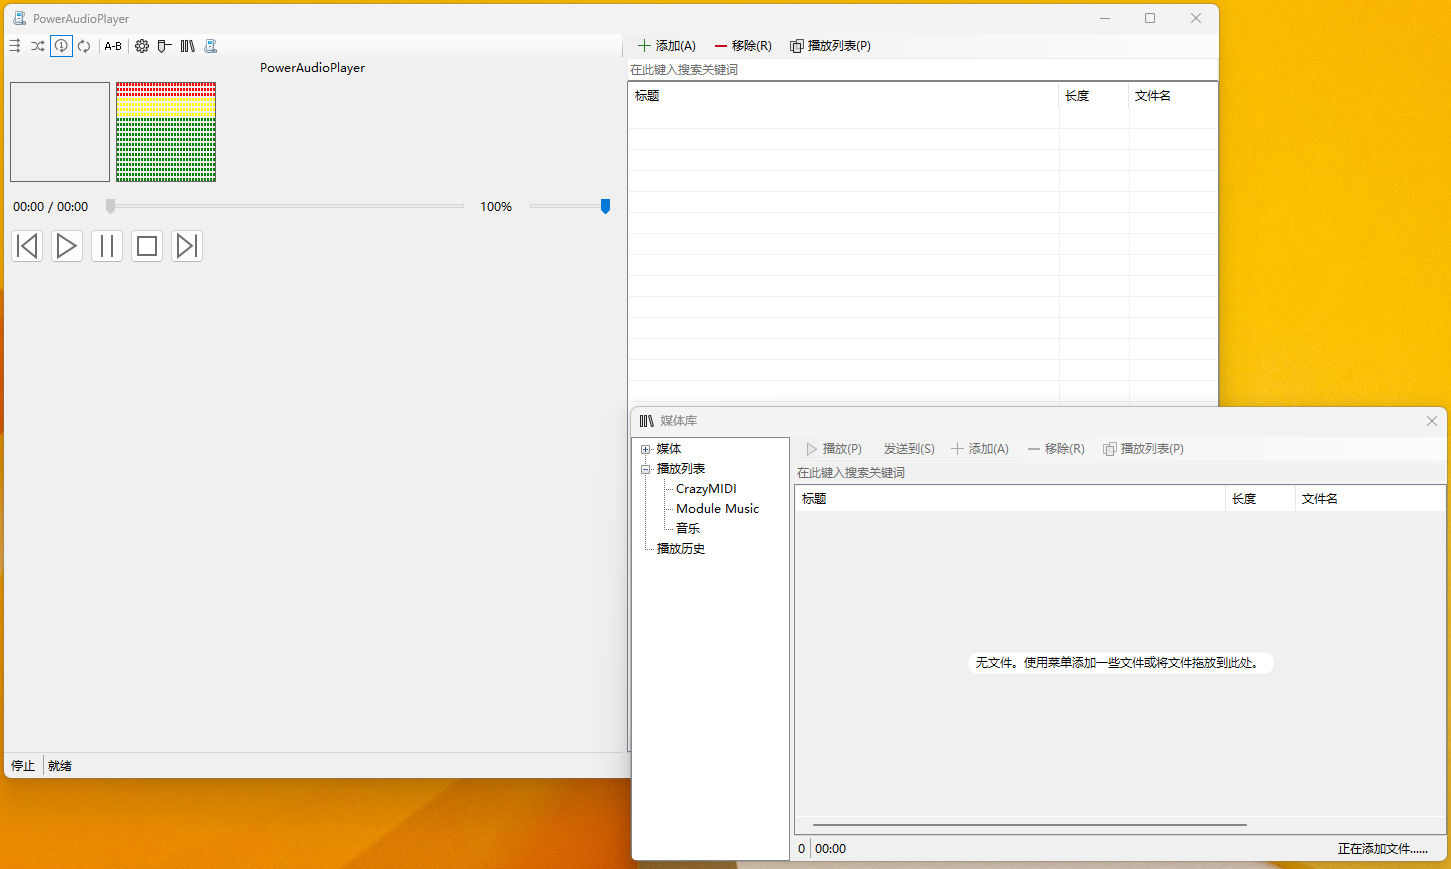 PowerAudioPlayer
A-B
PowerAudioPlayer
00:00 / 00:00
100%
停止
就绪
添加(A) 移除(R) 播放列表(P)
在此键入搜索关键词
标题 长度 文件名
媒体库
媒体
播放列表
CrazyMIDI
Module Music
音乐
播放历史
播放(P) 发送到(S) 添加(A) 移除(R) 播放列表(P)
在此键入搜索关键词
标题 长度 文件名
无文件。使用菜单添加一些文件或将文件拖放到此处。
0 00:00 正在添加文件......